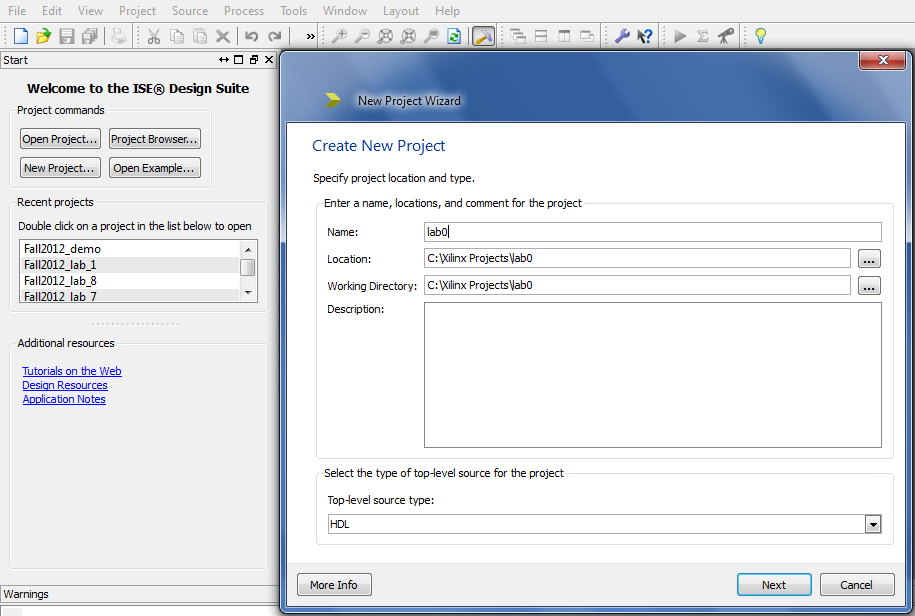 File Edit View Project Source Process Tools Window Layout Help
»
Start
Welcome to the ISE® Design Suite
Project commands
Open Project... Project Browser...
New Project... Open Example...
Recent projects
Double click on a project in the list below to open
Fall2012_demo
Fall2012_lab_1
Fall2012_lab_8
Fall2012_lab_7
Additional resources
Tutorials on the Web
Design Resources
Application Notes
Warnings
New Project Wizard
Create New Project
Specify project location and type.
Enter a name, locations, and comment for the project
Name: lab0
Location: C:\Xilinx Projects\lab0 ...
Working Directory: C:\Xilinx Projects\lab0 ...
Description:
Select the type of top-level source for the project
Top-level source type:
HDL
More Info Next Cancel